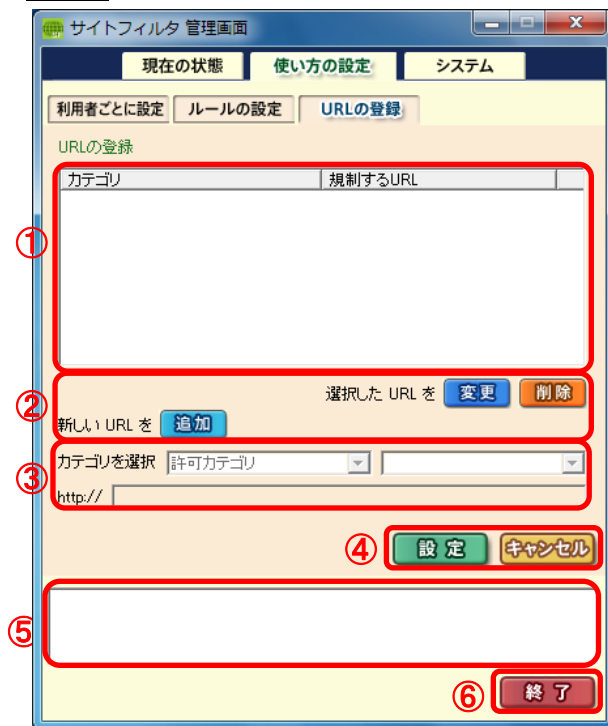 サイトフィルタ 管理画面
現在の状態 使い方の設定 システム
利用者ごとに設定 ルールの設定 URLの登録
URLの登録
カテゴリ 規制するURL
①
選択した URL を 変更 削除
②
新しい URL を 追加
カテゴリを選択 許可カテゴリ
③
http://
④ 設定 キャンセル
⑤
⑥ 終了